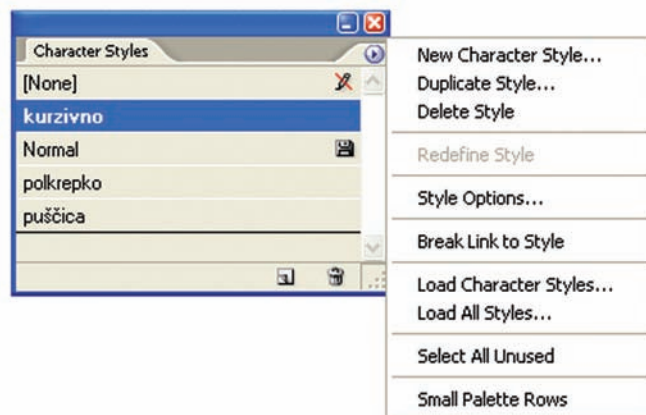 Character Styles
[None]
kurzivno
Normal
polkrepko
puščica
New Character Style...
Duplicate Style...
Delete Style
Redefine Style
Style Options...
Break Link to Style
Load Character Styles...
Load All Styles...
Select All Unused
Small Palette Rows